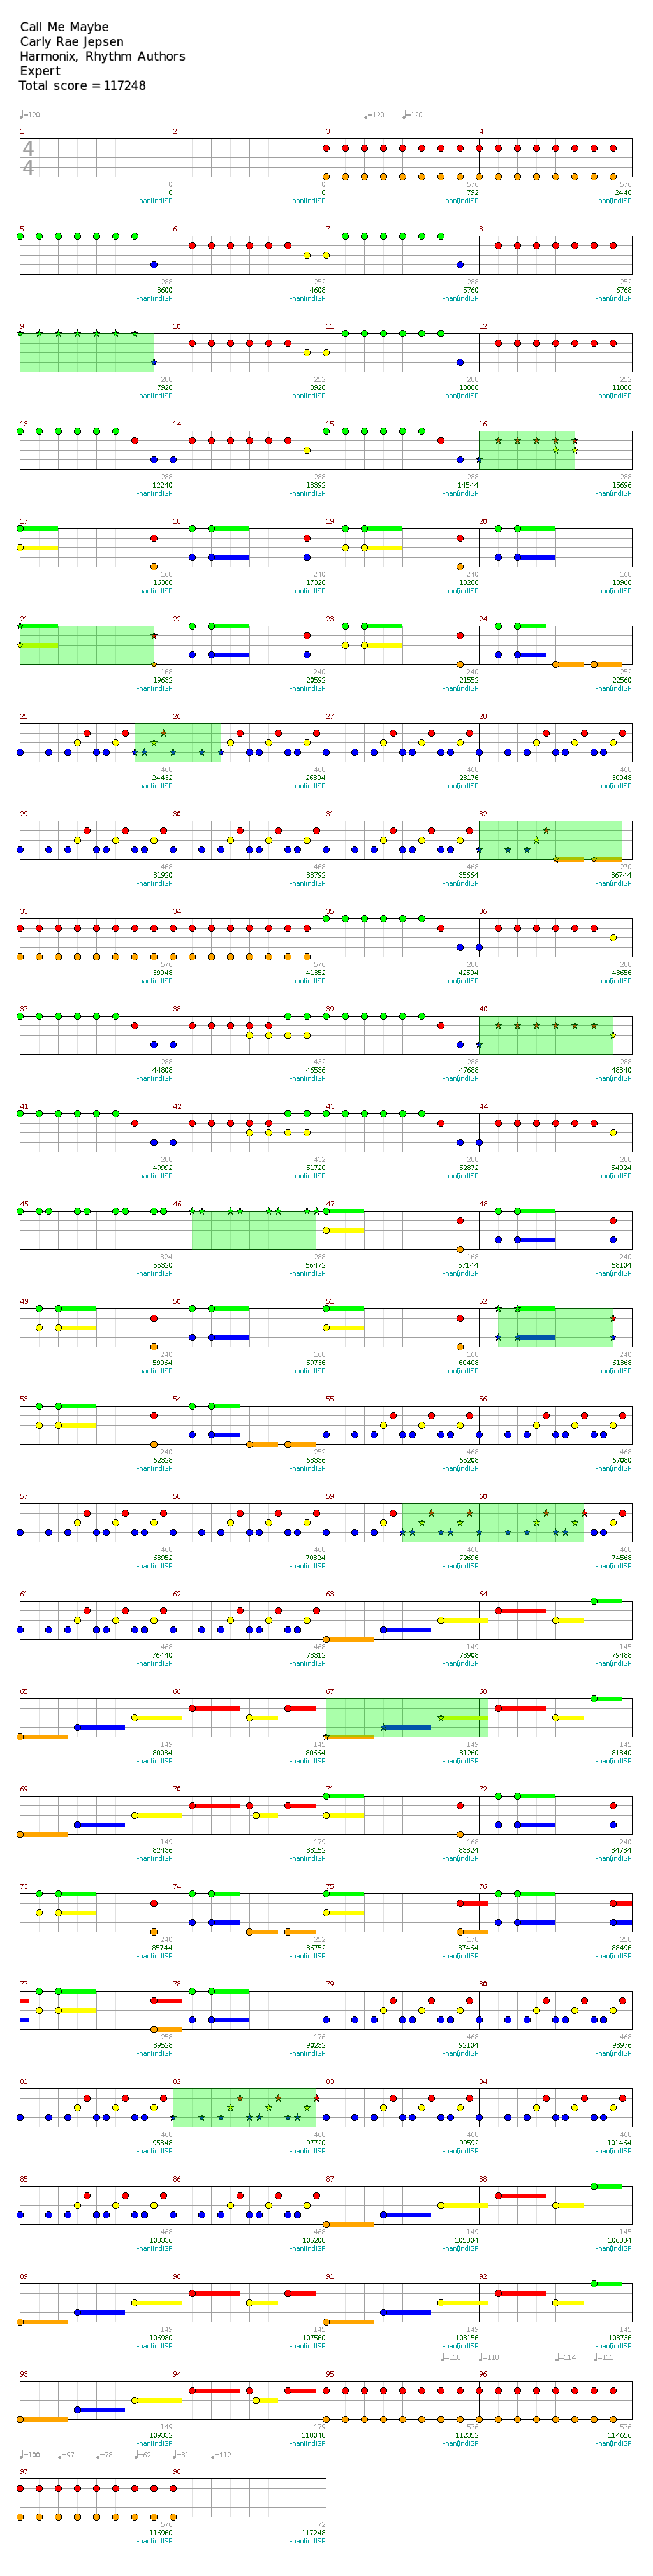 Call Me Maybe
Carly Rae Jepsen
Harmonix, Rhythm Authors
Expert
Total score = 117248
♩=120 ♩=120 ♩=120
1 2 3 4
4
4
0 0 576 576
0 0 792 2448
-nan(ind)SP -nan(ind)SP -nan(ind)SP -nan(ind)SP
5 6 7 8
288 252 288 252
3600 4608 5760 6768
-nan(ind)SP -nan(ind)SP -nan(ind)SP -nan(ind)SP
9 10 11 12
288 252 288 252
7920 8928 10080 11088
-nan(ind)SP -nan(ind)SP -nan(ind)SP -nan(ind)SP
13 14 15 16
288 288 288 288
12240 13392 14544 15696
-nan(ind)SP -nan(ind)SP -nan(ind)SP -nan(ind)SP
17 18 19 20
168 240 240 168
16368 17328 18288 18960
-nan(ind)SP -nan(ind)SP -nan(ind)SP -nan(ind)SP
21 22 23 24
168 240 240 252
19632 20592 21552 22560
-nan(ind)SP -nan(ind)SP -nan(ind)SP -nan(ind)SP
25 26 27 28
468 468 468 468
24432 26304 28176 30048
-nan(ind)SP -nan(ind)SP -nan(ind)SP -nan(ind)SP
29 30 31 32
468 468 468 270
31920 33792 35664 36744
-nan(ind)SP -nan(ind)SP -nan(ind)SP -nan(ind)SP
33 34 35 36
576 576 288 288
39048 41352 42504 43656
-nan(ind)SP -nan(ind)SP -nan(ind)SP -nan(ind)SP
37 38 39 40
288 432 288 288
44808 46536 47688 48840
-nan(ind)SP -nan(ind)SP -nan(ind)SP -nan(ind)SP
41 42 43 44
288 432 288 288
49992 51720 52872 54024
-nan(ind)SP -nan(ind)SP -nan(ind)SP -nan(ind)SP
45 46 47 48
324 288 168 240
55320 56472 57144 58104
-nan(ind)SP -nan(ind)SP -nan(ind)SP -nan(ind)SP
49 50 51 52
240 168 168 240
59064 59736 60408 61368
-nan(ind)SP -nan(ind)SP -nan(ind)SP -nan(ind)SP
53 54 55 56
240 252 468 468
62328 63336 65208 67080
-nan(ind)SP -nan(ind)SP -nan(ind)SP -nan(ind)SP
57 58 59 60
468 468 468 468
68952 70824 72696 74568
-nan(ind)SP -nan(ind)SP -nan(ind)SP -nan(ind)SP
61 62 63 64
468 468 149 145
76440 78312 78908 79488
-nan(ind)SP -nan(ind)SP -nan(ind)SP -nan(ind)SP
65 66 67 68
149 145 149 145
80084 80664 81260 81840
-nan(ind)SP -nan(ind)SP -nan(ind)SP -nan(ind)SP
69 70 71 72
149 179 168 240
82436 83152 83824 84784
-nan(ind)SP -nan(ind)SP -nan(ind)SP -nan(ind)SP
73 74 75 76
240 252 178 258
85744 86752 87464 88496
-nan(ind)SP -nan(ind)SP -nan(ind)SP -nan(ind)SP
77 78 79 80
258 176 468 468
89528 90232 92104 93976
-nan(ind)SP -nan(ind)SP -nan(ind)SP -nan(ind)SP
81 82 83 84
468 468 468 468
95848 97720 99592 101464
-nan(ind)SP -nan(ind)SP -nan(ind)SP -nan(ind)SP
85 86 87 88
468 468 149 145
103336 105208 105804 106384
-nan(ind)SP -nan(ind)SP -nan(ind)SP -nan(ind)SP
89 90 91 92
149 145 149 145
106980 107560 108156 108736
-nan(ind)SP -nan(ind)SP -nan(ind)SP -nan(ind)SP
♩=118 ♩=118 ♩=114 ♩=111
93 94 95 96
149 179 576 576
109332 110048 112352 114656
-nan(ind)SP -nan(ind)SP -nan(ind)SP -nan(ind)SP
♩=100 ♩=97 ♩=78 ♩=62 ♩=81 ♩=112
97 98
576 72
116960 117248
-nan(ind)SP -nan(ind)SP